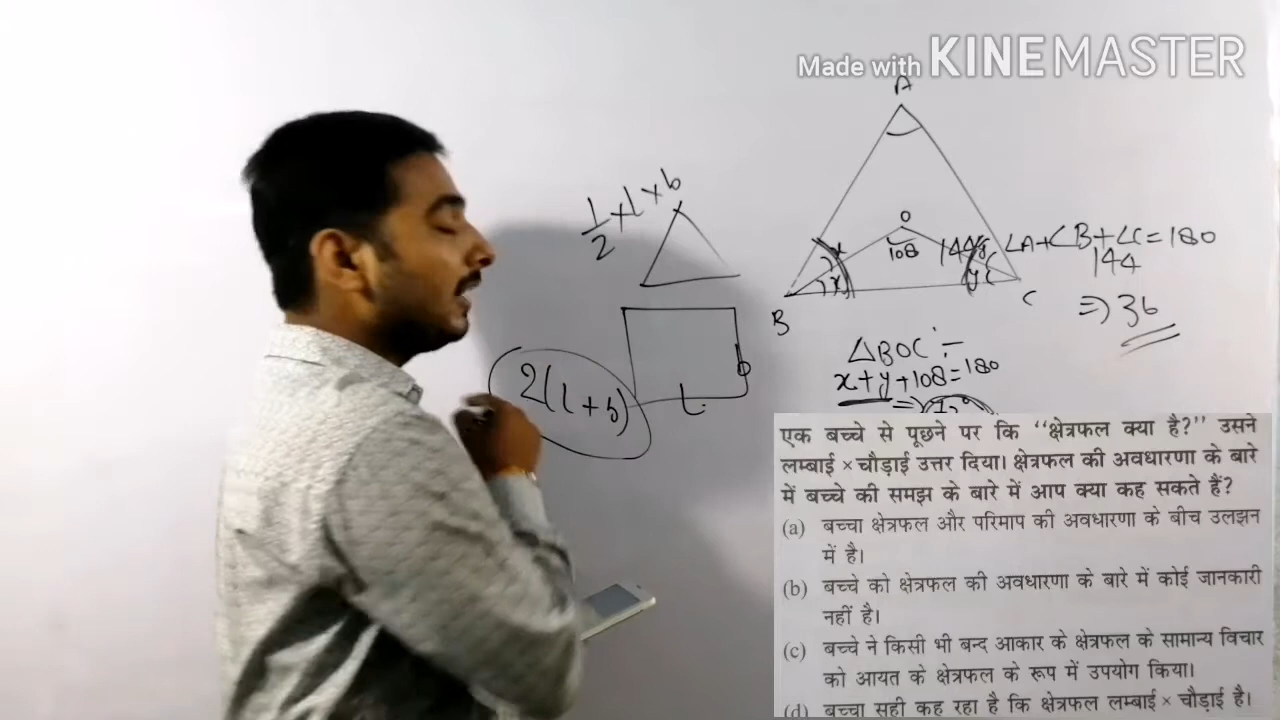 Made with KINEMASTER
A
1/2 × l × b
O
108
x
x
144
y
y
B
C
∠A+∠B+∠C=180
144
⇒ 36
△BOC :-
x+y+108=180
2(l+b)
b
L
एक बच्चे से पूछने पर कि “क्षेत्रफल क्या है?” उसने
लम्बाई × चौड़ाई उत्तर दिया। क्षेत्रफल की अवधारणा के बारे
में बच्चे की समझ के बारे में आप क्या कह सकते हैं?
(a) बच्चा क्षेत्रफल और परिमाप की अवधारणा के बीच उलझन
में है।
(b) बच्चे को क्षेत्रफल की अवधारणा के बारे में कोई जानकारी
नहीं है।
(c) बच्चे ने किसी भी बन्द आकार के क्षेत्रफल के सामान्य विचार
को आयत के क्षेत्रफल के रूप में उपयोग किया।
(d) बच्चा सही कह रहा है कि क्षेत्रफल लम्बाई × चौड़ाई है।